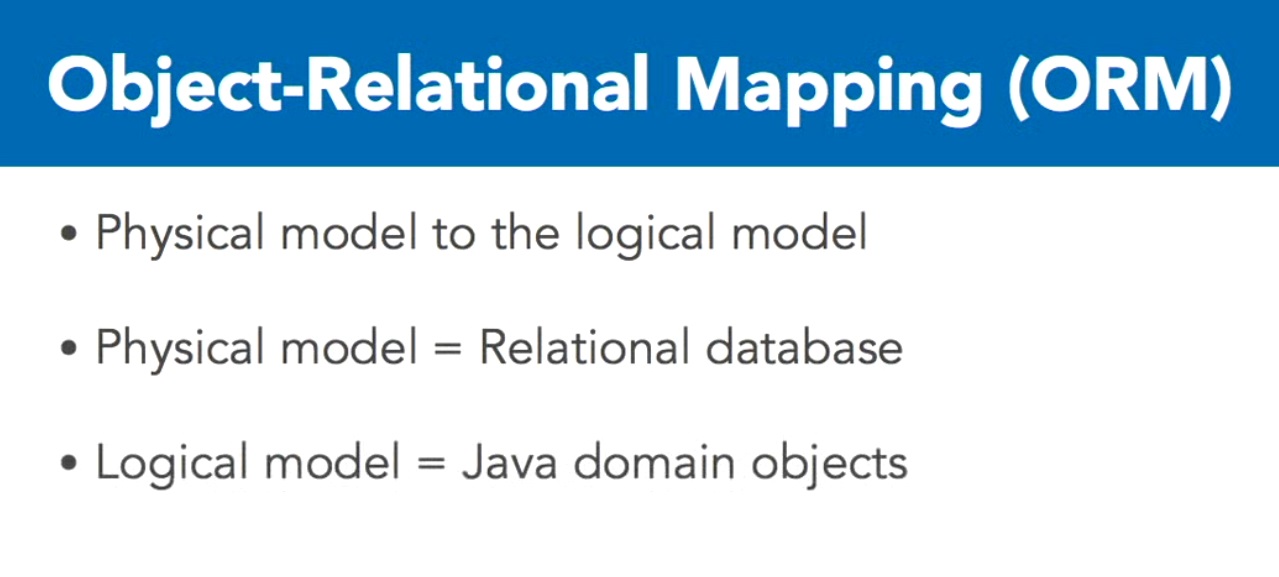 Object-Relational Mapping (ORM)
• Physical model to the logical model
• Physical model = Relational database
• Logical model = Java domain objects